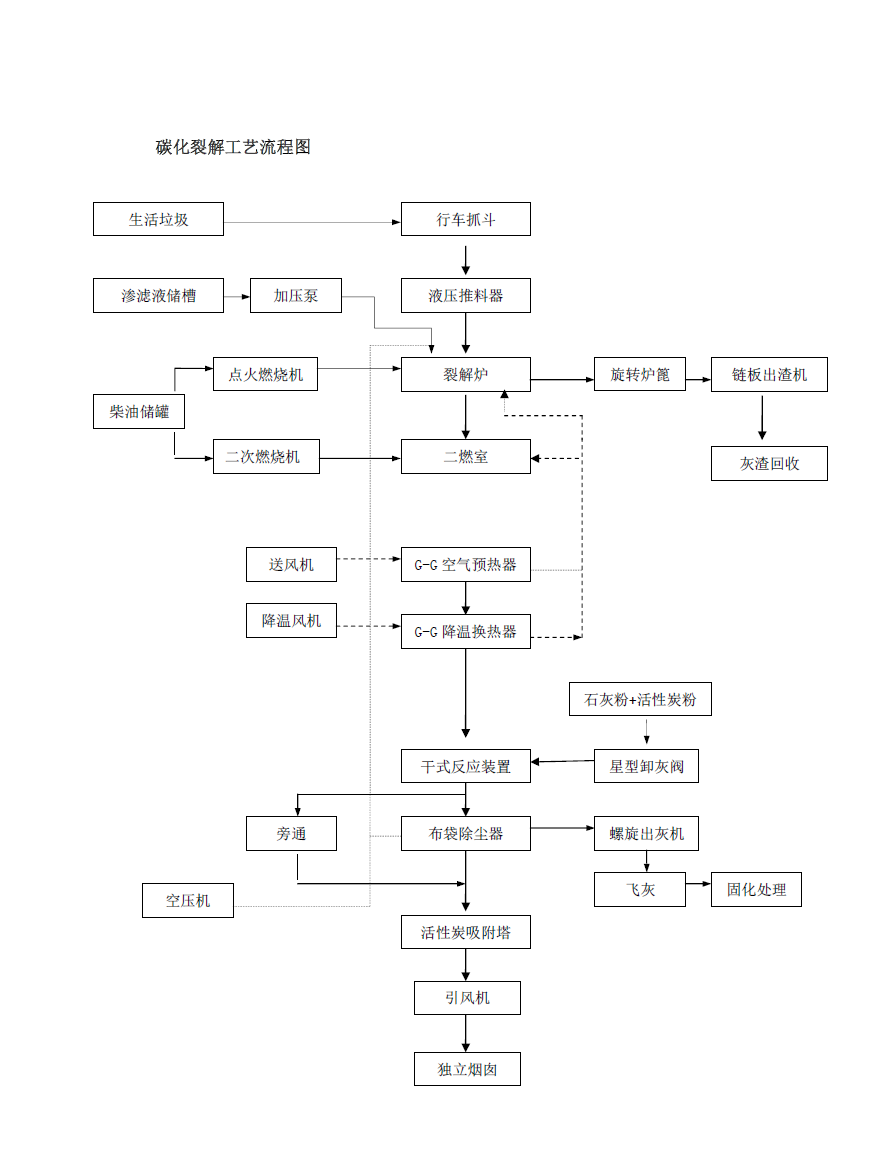 碳化裂解工艺流程图
生活垃圾
行车抓斗
渗滤液储槽
加压泵
液压推料器
点火燃烧机
裂解炉
旋转炉篦
链板出渣机
柴油储罐
二次燃烧机
二燃室
灰渣回收
送风机
G-G 空气预热器
降温风机
G-G 降温换热器
石灰粉+活性炭粉
干式反应装置
星型卸灰阀
旁通
布袋除尘器
螺旋出灰机
飞灰
固化处理
空压机
活性炭吸附塔
引风机
独立烟囱